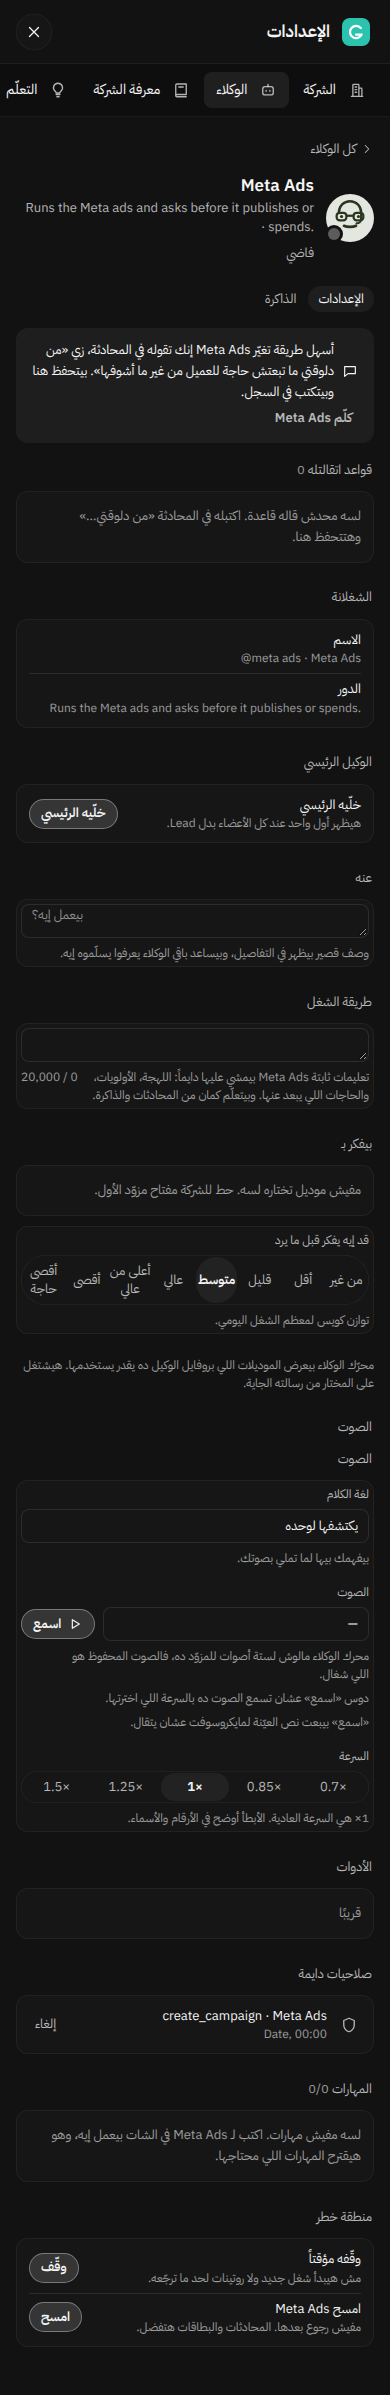 الإعدادات
الشركة
الوكلاء
معرفة الشركة
التعلّم
كل الوكلاء
Meta Ads
Runs the Meta ads and asks before it publishes or spends. ·
فاضي
الإعدادات
الذاكرة
أسهل طريقة تغيّر Meta Ads إنك تقوله في المحادثة، زي «من
دلوقتي ما تبعتش حاجة للعميل من غير ما أشوفها». بيتحفظ هنا
وبيتكتب في السجل.
كلّم Meta Ads
قواعد اتقالتله 0
لسه محدش قاله قاعدة. اكتبله في المحادثة «من دلوقتي…»
وهتتحفظ هنا.
الشغلانة
الاسم
@meta ads · Meta Ads
الدور
Runs the Meta ads and asks before it publishes or spends.
الوكيل الرئيسي
خلّيه الرئيسي
هيظهر أول واحد عند كل الأعضاء بدل Lead.
خلّيه الرئيسي
عنه
بيعمل إيه؟
وصف قصير بيظهر في التفاصيل، وبيساعد باقي الوكلاء يعرفوا يسلّموه إيه.
طريقة الشغل
تعليمات ثابتة Meta Ads بيمشي عليها دايماً: اللهجة، الأولويات،
والحاجات اللي يبعد عنها. وبيتعلّم كمان من المحادثات والذاكرة.
0 / 20,000
بيفكر بـ
مفيش موديل تختاره لسه. حط للشركة مفتاح مزوّد الأول.
قد إيه يفكر قبل ما يرد
من غير
أقل
قليل
متوسط
عالي
أعلى من
عالي
أقصى
أقصى
حاجة
توازن كويس لمعظم الشغل اليومي.
محرّك الوكلاء بيعرض الموديلات اللي بروفايل الوكيل ده يقدر يستخدمها. هيشتغل
على المختار من رسالته الجاية.
الصوت
الصوت
لغة الكلام
يكتشفها لوحده
بيفهمك بيها لما تملي بصوتك.
الصوت
—
اسمع
محرك الوكلاء مالوش لستة أصوات للمزوّد ده، فالصوت المحفوظ هو
اللي شغال.
دوس «اسمع» عشان تسمع الصوت ده بالسرعة اللي اخترتها.
«اسمع» بيبعت نص العيّنة لمايكروسوفت عشان يتقال.
السرعة
0.7×
0.85×
1×
1.25×
1.5×
1× هي السرعة العادية. الأبطأ أوضح في الأرقام والأسماء.
الأدوات
قريبًا
صلاحيات دايمة
create_campaign · Meta Ads
Date, 00:00
إلغاء
المهارات 0/0
لسه مفيش مهارات. اكتب لـ Meta Ads في الشات بيعمل إيه، وهو
هيقترح المهارات اللي محتاجها.
منطقة خطر
وقّفه مؤقتاً
مش هيبدأ شغل جديد ولا روتينات لحد ما ترجّعه.
وقّف
امسح Meta Ads
مفيش رجوع بعدها. المحادثات والبطاقات هتفضل.
امسح